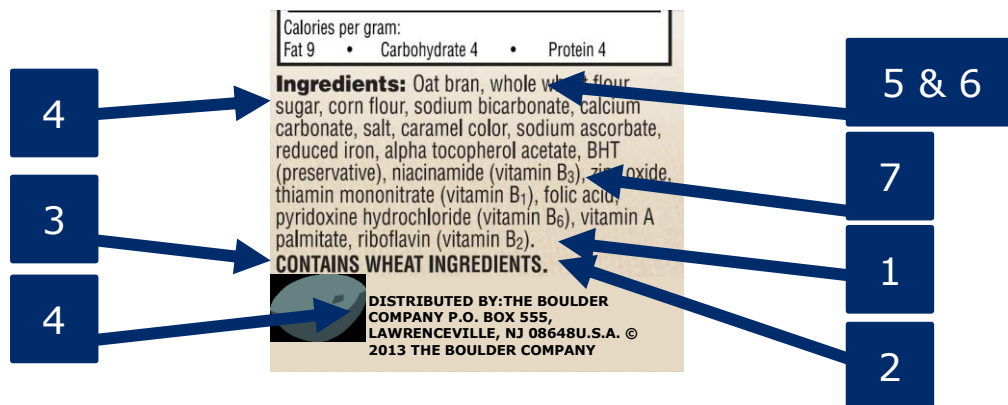 Calories per gram:
Fat 9 • Carbohydrate 4 • Protein 4
4
5 & 6
Ingredients: Oat bran, whole wheat flour,
sugar, corn flour, sodium bicarbonate, calcium
carbonate, salt, caramel color, sodium ascorbate,
reduced iron, alpha tocopherol acetate, BHT
(preservative), niacinamide (vitamin B3), zinc oxide,
thiamin mononitrate (vitamin B1), folic acid,
pyridoxine hydrochloride (vitamin B6), vitamin A
palmitate, riboflavin (vitamin B2).
CONTAINS WHEAT INGREDIENTS.
7
3
1
4
DISTRIBUTED BY:THE BOULDER
COMPANY P.O. BOX 555,
LAWRENCEVILLE, NJ 08648U.S.A. ©
2013 THE BOULDER COMPANY
2